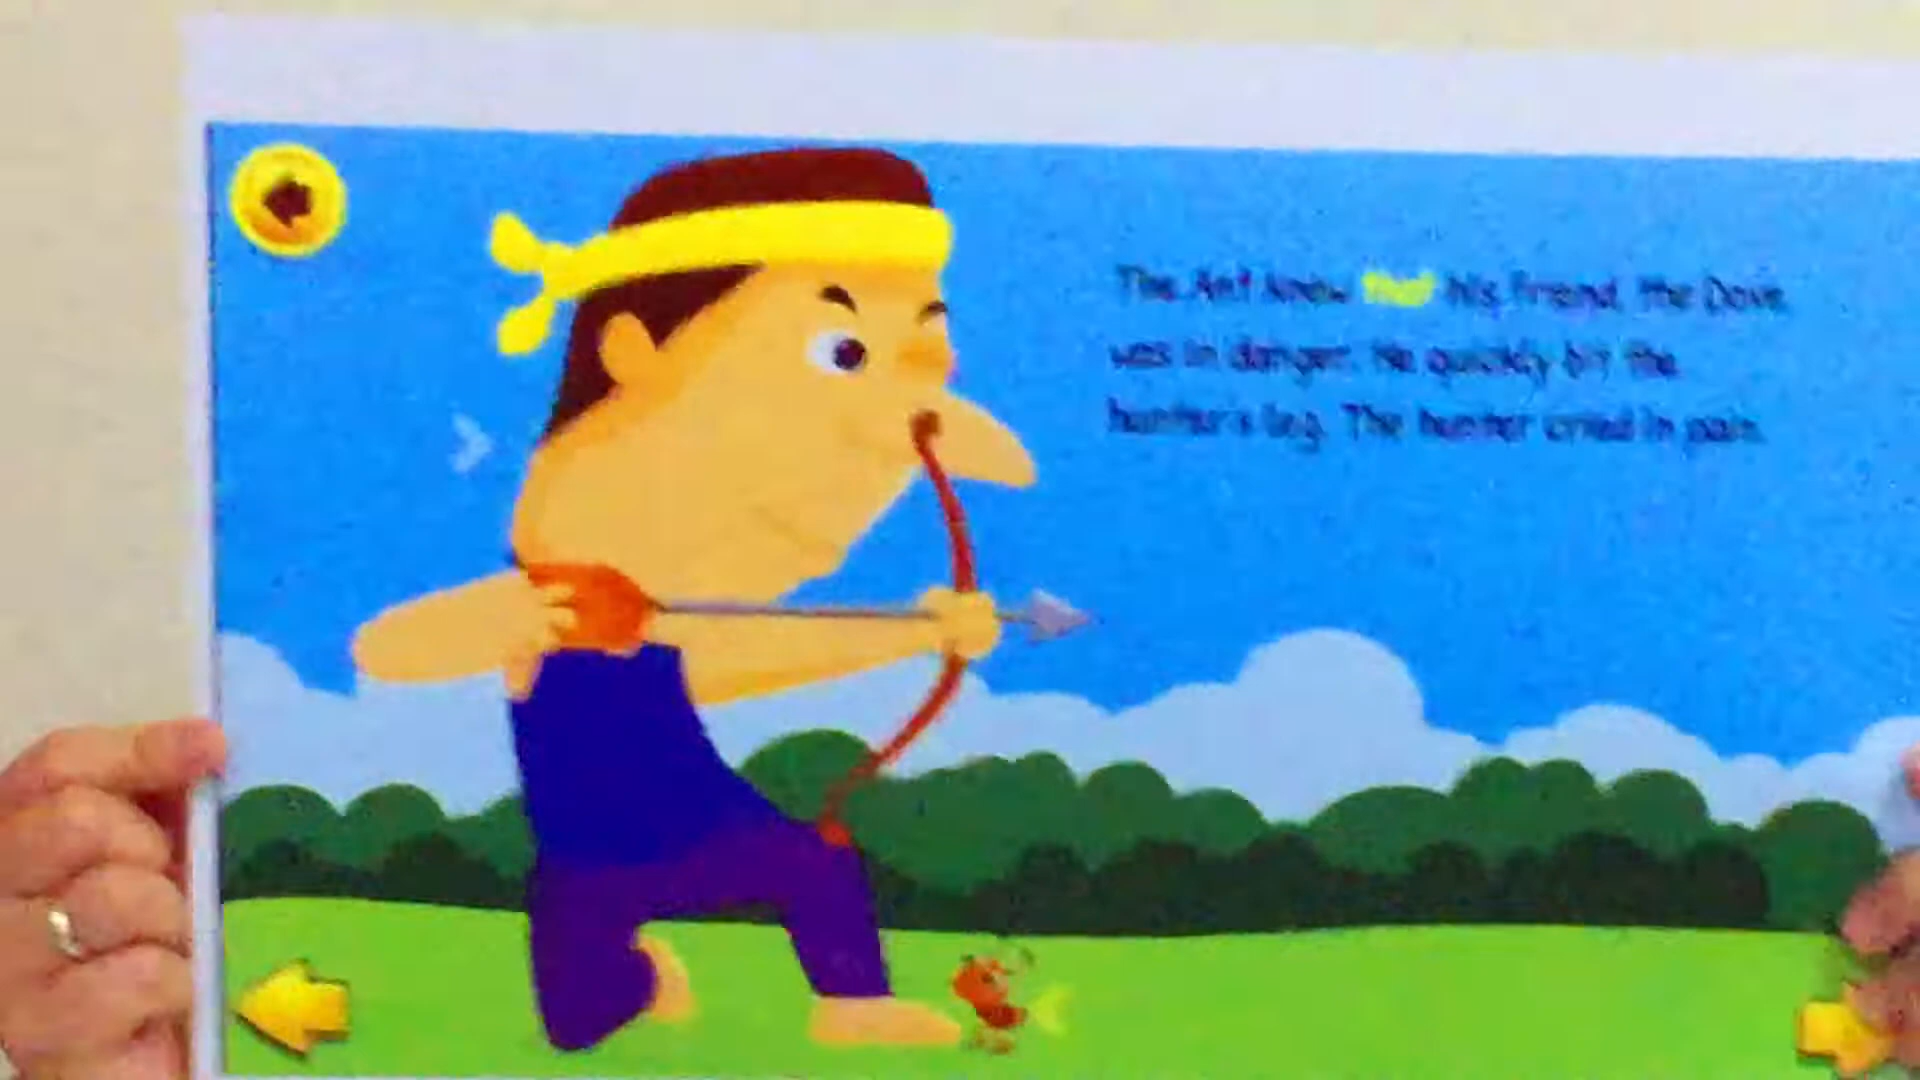 The Ant knew that his friend the Dove
was in danger. He quickly bit the
hunter's leg. The hunter cried in pain.